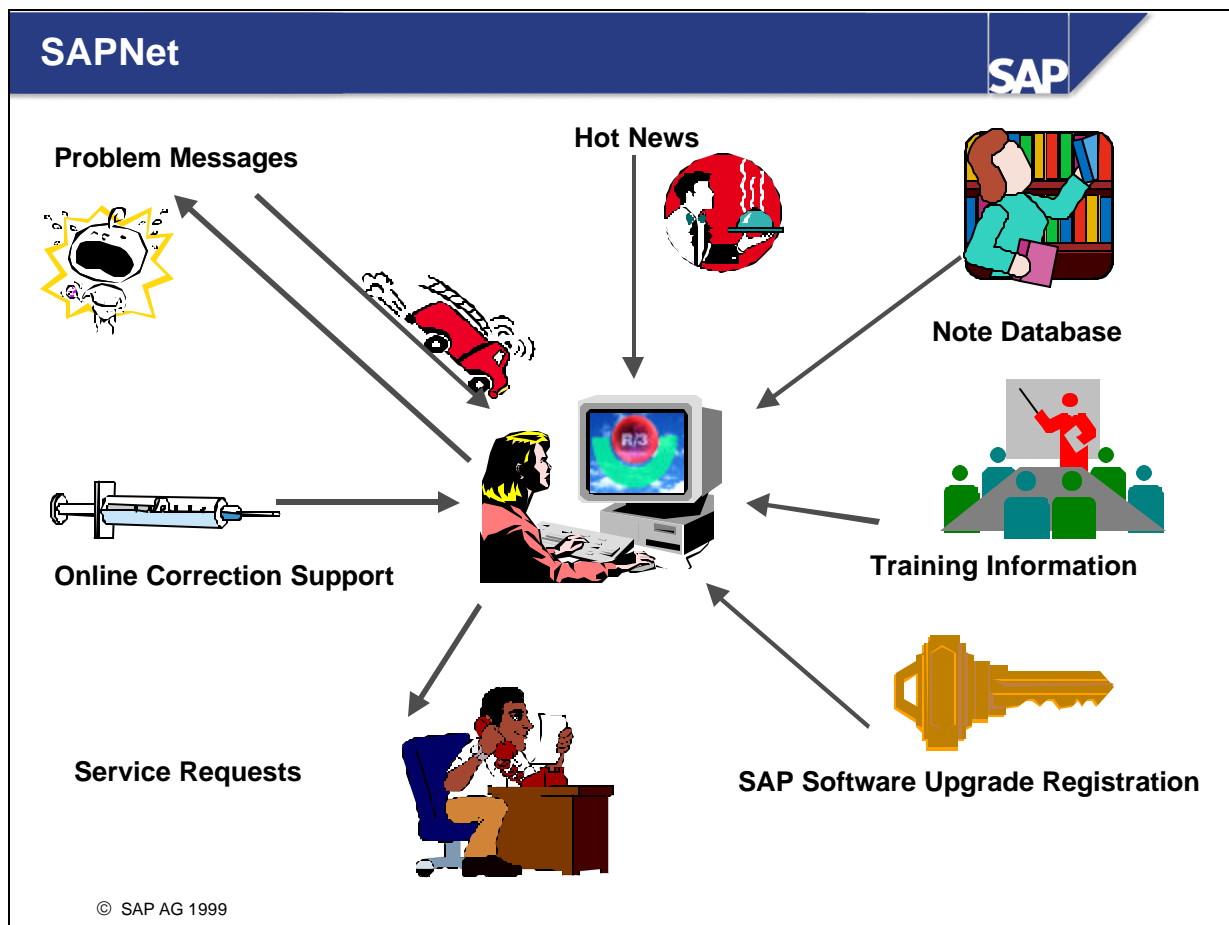 SAPNet
SAP
Problem Messages
Hot News
Note Database
R/3
Online Correction Support
Training Information
Service Requests
SAP Software Upgrade Registration
© SAP AG 1999